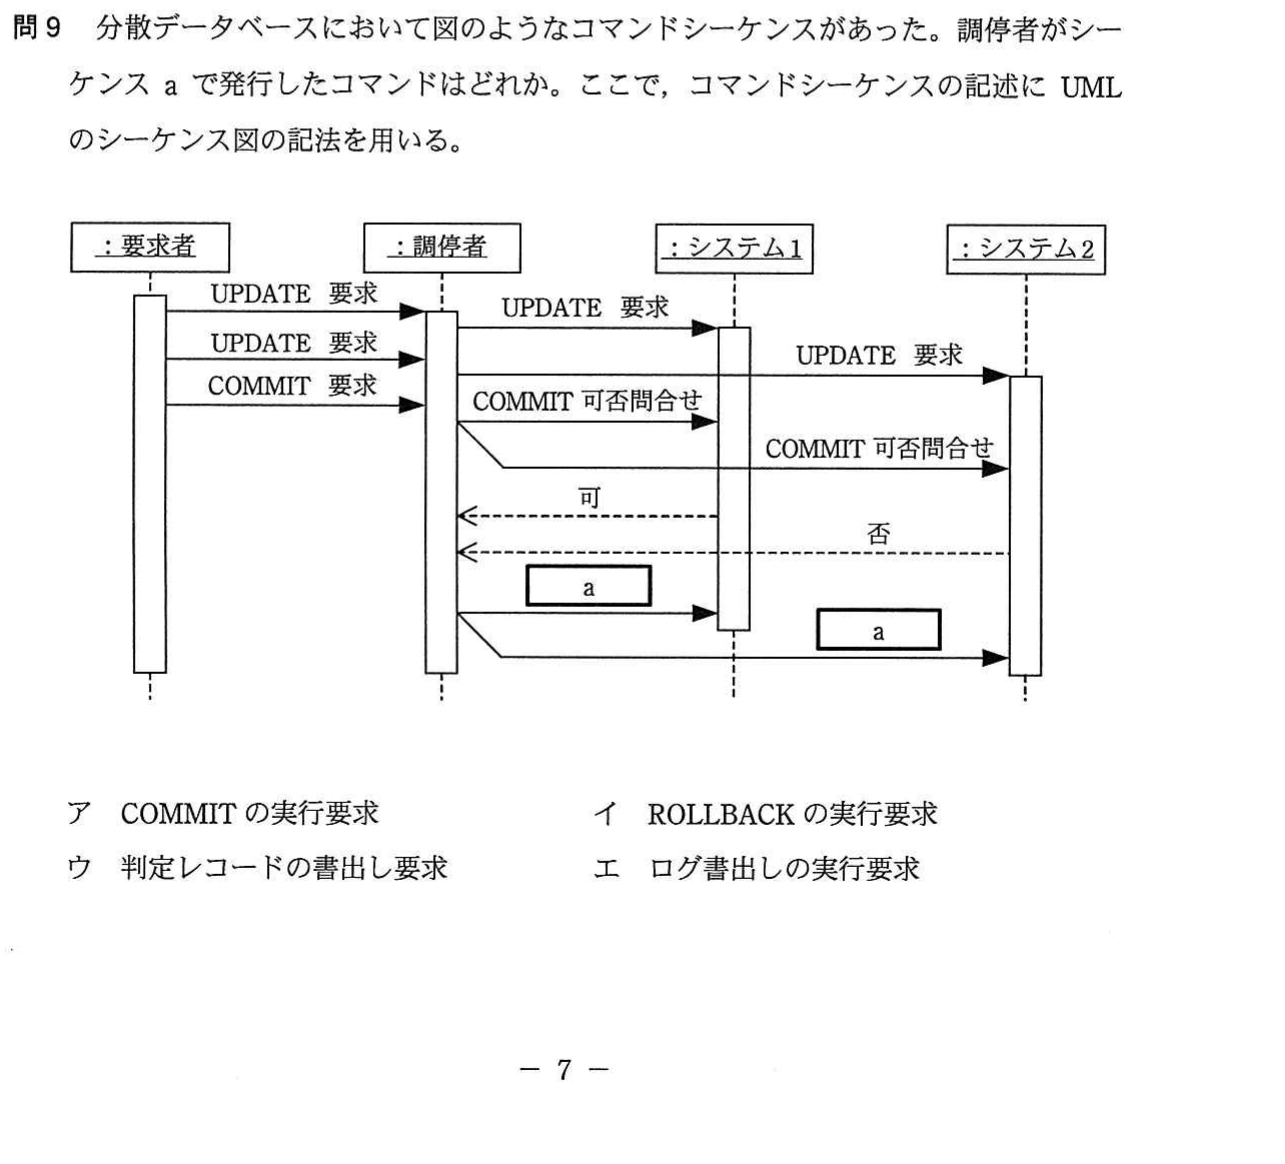 問9 分散データベースにおいて図のようなコマンドシーケンスがあった。調停者がシー
ケンス a で発行したコマンドはどれか。ここで，コマンドシーケンスの記述に UML
のシーケンス図の記法を用いる。
：要求者
：調停者
：システム1
：システム2
UPDATE 要求
UPDATE 要求
UPDATE 要求
UPDATE 要求
COMMIT 要求
COMMIT 可否問合せ
COMMIT 可否問合せ
可
否
a
a
ア COMMIT の実行要求
イ ROLLBACK の実行要求
ウ 判定レコードの書出し要求
エ ログ書出しの実行要求
－ 7 －